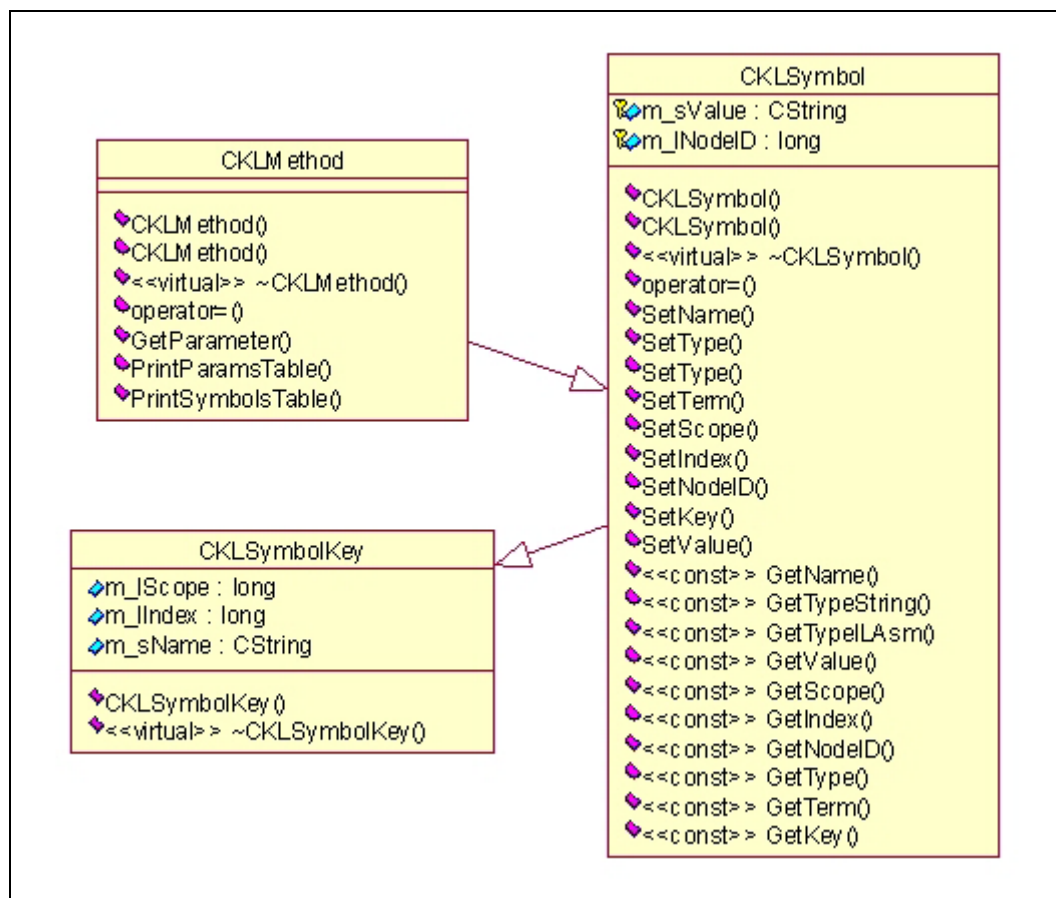 CKLMethod
CKLMethod()
CKLMethod()
<<virtual>> ~CKLMethod()
operator=()
GetParameter()
PrintParamsTable()
PrintSymbolsTable()
CKLSymbolKey
m_lScope : long
m_lIndex : long
m_sName : CString
CKLSymbolKey()
<<virtual>> ~CKLSymbolKey()
CKLSymbol
m_sValue : CString
m_lNodeID : long
CKLSymbol()
CKLSymbol()
<<virtual>> ~CKLSymbol()
operator=()
SetName()
SetType()
SetType()
SetTerm()
SetScope()
SetIndex()
SetNodeID()
SetKey()
SetValue()
<<const>> GetName()
<<const>> GetTypeString()
<<const>> GetTypeILAsm()
<<const>> GetValue()
<<const>> GetScope()
<<const>> GetIndex()
<<const>> GetNodeID()
<<const>> GetType()
<<const>> GetTerm()
<<const>> GetKey()